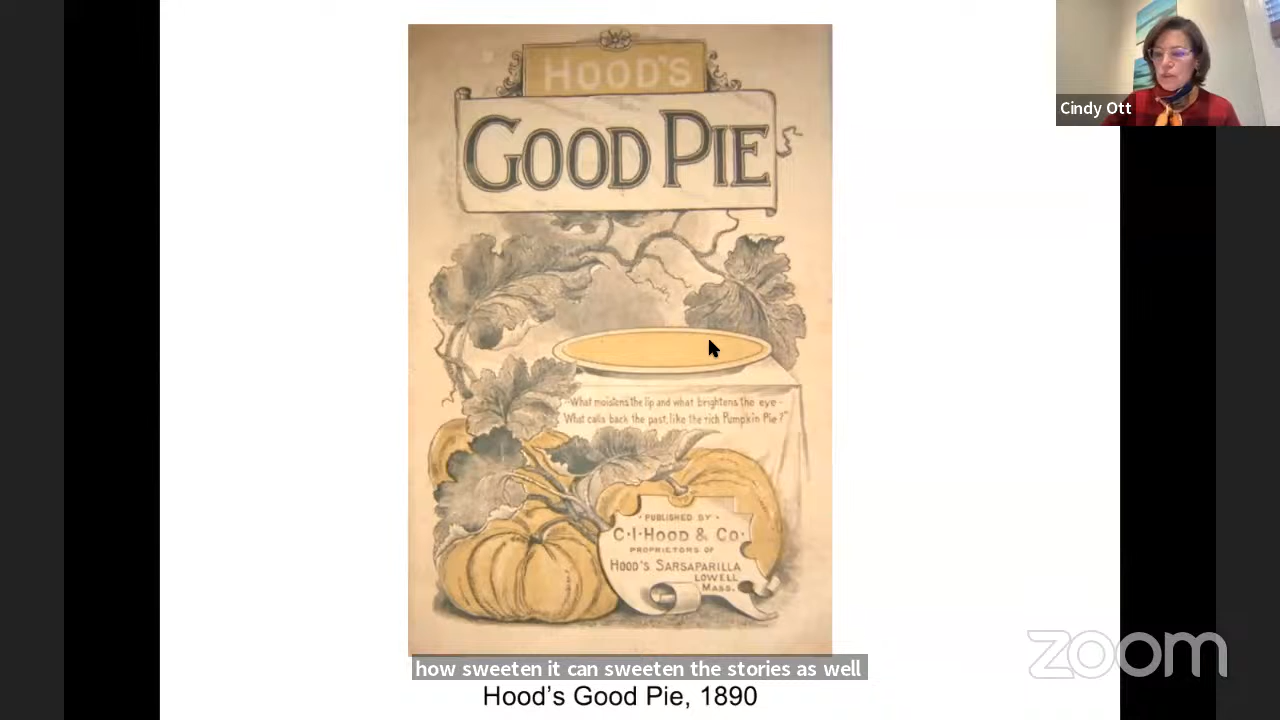 HOOD'S
GOOD PIE
"What moistens the lip and what brightens the eye -
What calls back the past, like the rich Pumpkin Pie?"
· PUBLISHED BY ·
C·I·HOOD & CO·
PROPRIETORS OF
HOOD'S SARSAPARILLA
LOWELL
MASS.
how sweeten it can sweeten the stories as well
Hood's Good Pie, 1890
Cindy Ott
zoom